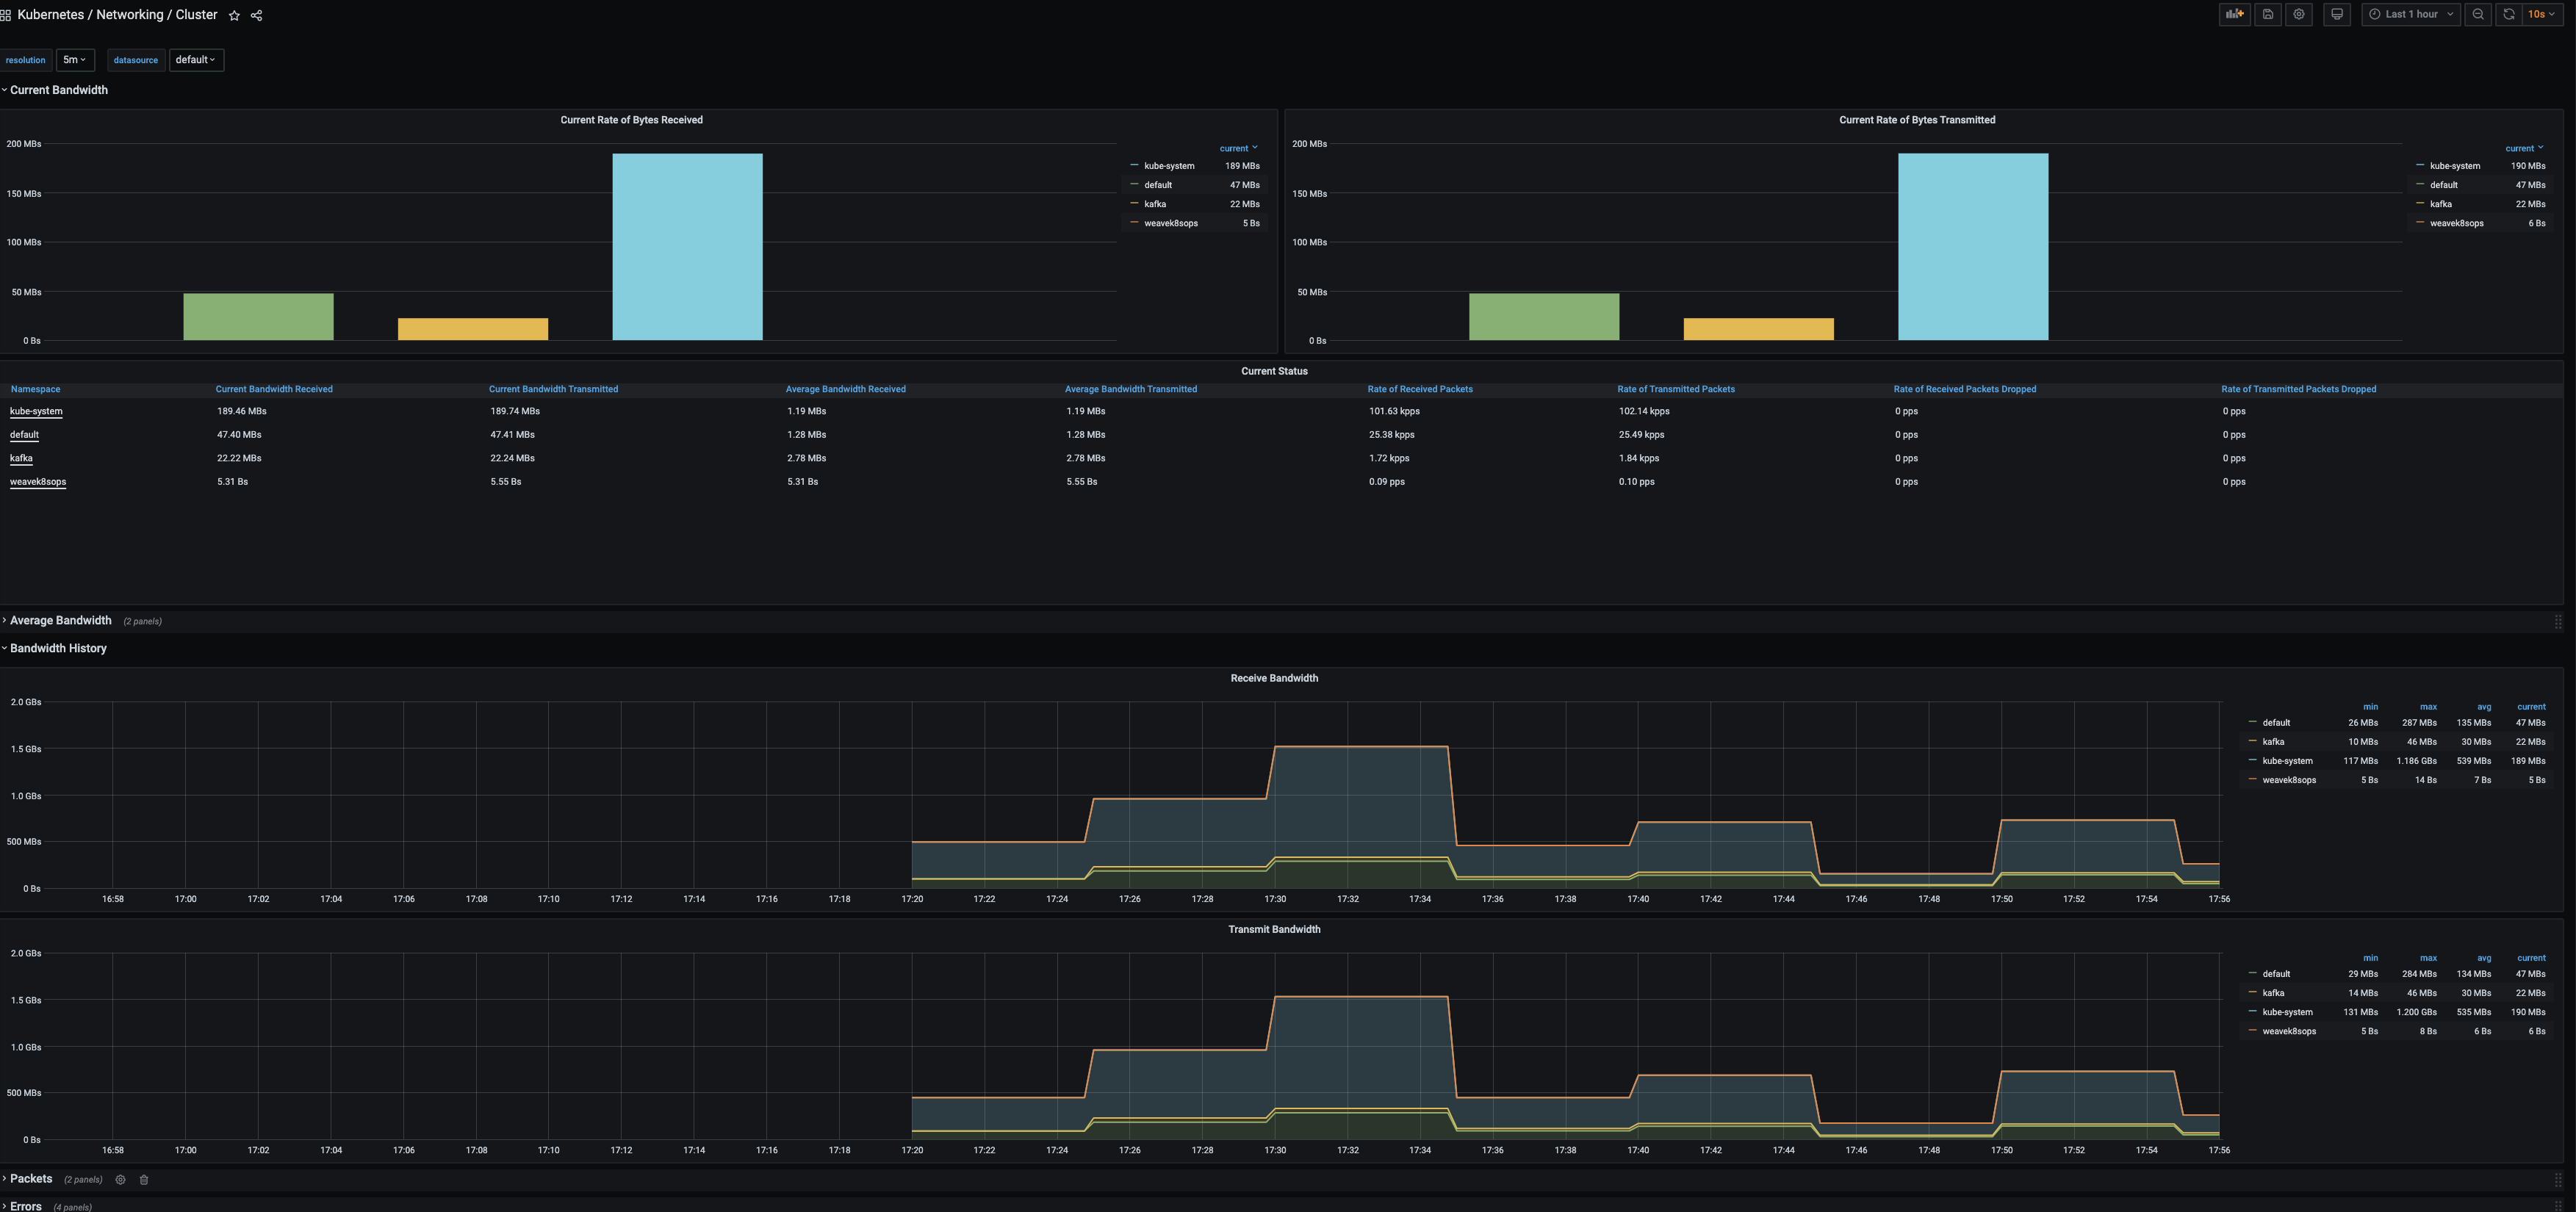 Kubernetes / Networking / Cluster
Last 1 hour 10s
resolution 5m datasource default
Current Bandwidth
Current Rate of Bytes Received
200 MBs
150 MBs
100 MBs
50 MBs
0 Bs
current
kube-system 189 MBs
default 47 MBs
kafka 22 MBs
weavek8sops 5 Bs
Current Rate of Bytes Transmitted
200 MBs
150 MBs
100 MBs
50 MBs
0 Bs
current
kube-system 190 MBs
default 47 MBs
kafka 22 MBs
weavek8sops 6 Bs
Current Status
Namespace Current Bandwidth Received Current Bandwidth Transmitted Average Bandwidth Received Average Bandwidth Transmitted Rate of Received Packets Rate of Transmitted Packets Rate of Received Packets Dropped Rate of Transmitted Packets Dropped
kube-system 189.46 MBs 189.74 MBs 1.19 MBs 1.19 MBs 101.63 kpps 102.14 kpps 0 pps 0 pps
default 47.40 MBs 47.41 MBs 1.28 MBs 1.28 MBs 25.38 kpps 25.49 kpps 0 pps 0 pps
kafka 22.22 MBs 22.24 MBs 2.78 MBs 2.78 MBs 1.72 kpps 1.84 kpps 0 pps 0 pps
weavek8sops 5.31 Bs 5.55 Bs 5.31 Bs 5.55 Bs 0.09 pps 0.10 pps 0 pps 0 pps
Average Bandwidth (2 panels)
Bandwidth History
Receive Bandwidth
2.0 GBs
1.5 GBs
1.0 GBs
500 MBs
0 Bs
16:58 17:00 17:02 17:04 17:06 17:08 17:10 17:12 17:14 17:16 17:18 17:20 17:22 17:24 17:26 17:28 17:30 17:32 17:34 17:36 17:38 17:40 17:42 17:44 17:46 17:48 17:50 17:52 17:54 17:56
min max avg current
default 26 MBs 287 MBs 135 MBs 47 MBs
kafka 10 MBs 46 MBs 30 MBs 22 MBs
kube-system 117 MBs 1.186 GBs 539 MBs 189 MBs
weavek8sops 5 Bs 14 Bs 7 Bs 5 Bs
Transmit Bandwidth
2.0 GBs
1.5 GBs
1.0 GBs
500 MBs
0 Bs
16:58 17:00 17:02 17:04 17:06 17:08 17:10 17:12 17:14 17:16 17:18 17:20 17:22 17:24 17:26 17:28 17:30 17:32 17:34 17:36 17:38 17:40 17:42 17:44 17:46 17:48 17:50 17:52 17:54 17:56
min max avg current
default 29 MBs 284 MBs 134 MBs 47 MBs
kafka 14 MBs 46 MBs 30 MBs 22 MBs
kube-system 131 MBs 1.200 GBs 535 MBs 190 MBs
weavek8sops 5 Bs 8 Bs 6 Bs 6 Bs
Packets (2 panels)
Errors (4 panels)